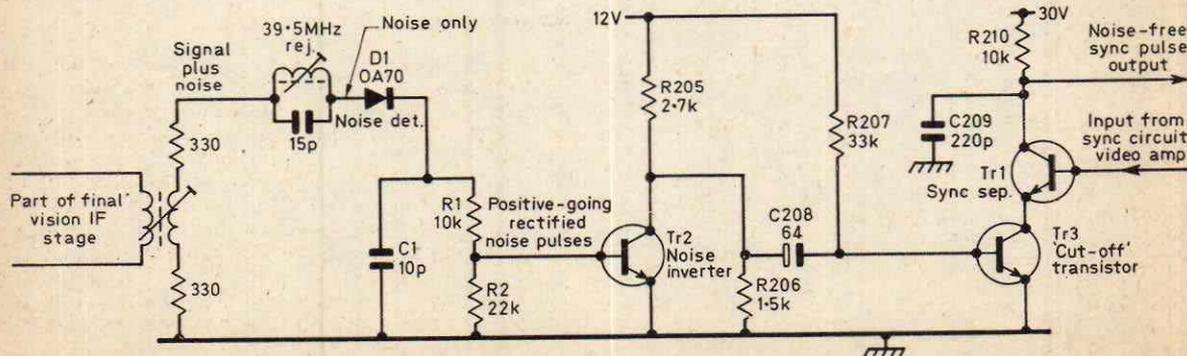 39·5MHz
rej.
Noise only
Signal
plus
noise
D1
OA70
15p
Noise det.
330
Part of final
vision IF
stage
330
C1
10p
R1
10k
R2
22k
Positive-going
rectified
noise pulses
12V
R205
2·7k
Tr2
Noise
inverter
C208
64
R206
1·5k
R207
33k
30V
R210
10k
Noise-free
sync pulse
output
C209
220p
Input from
sync circuit
video amp
Tr1
Sync sep.
Tr3
'Cut-off'
transistor